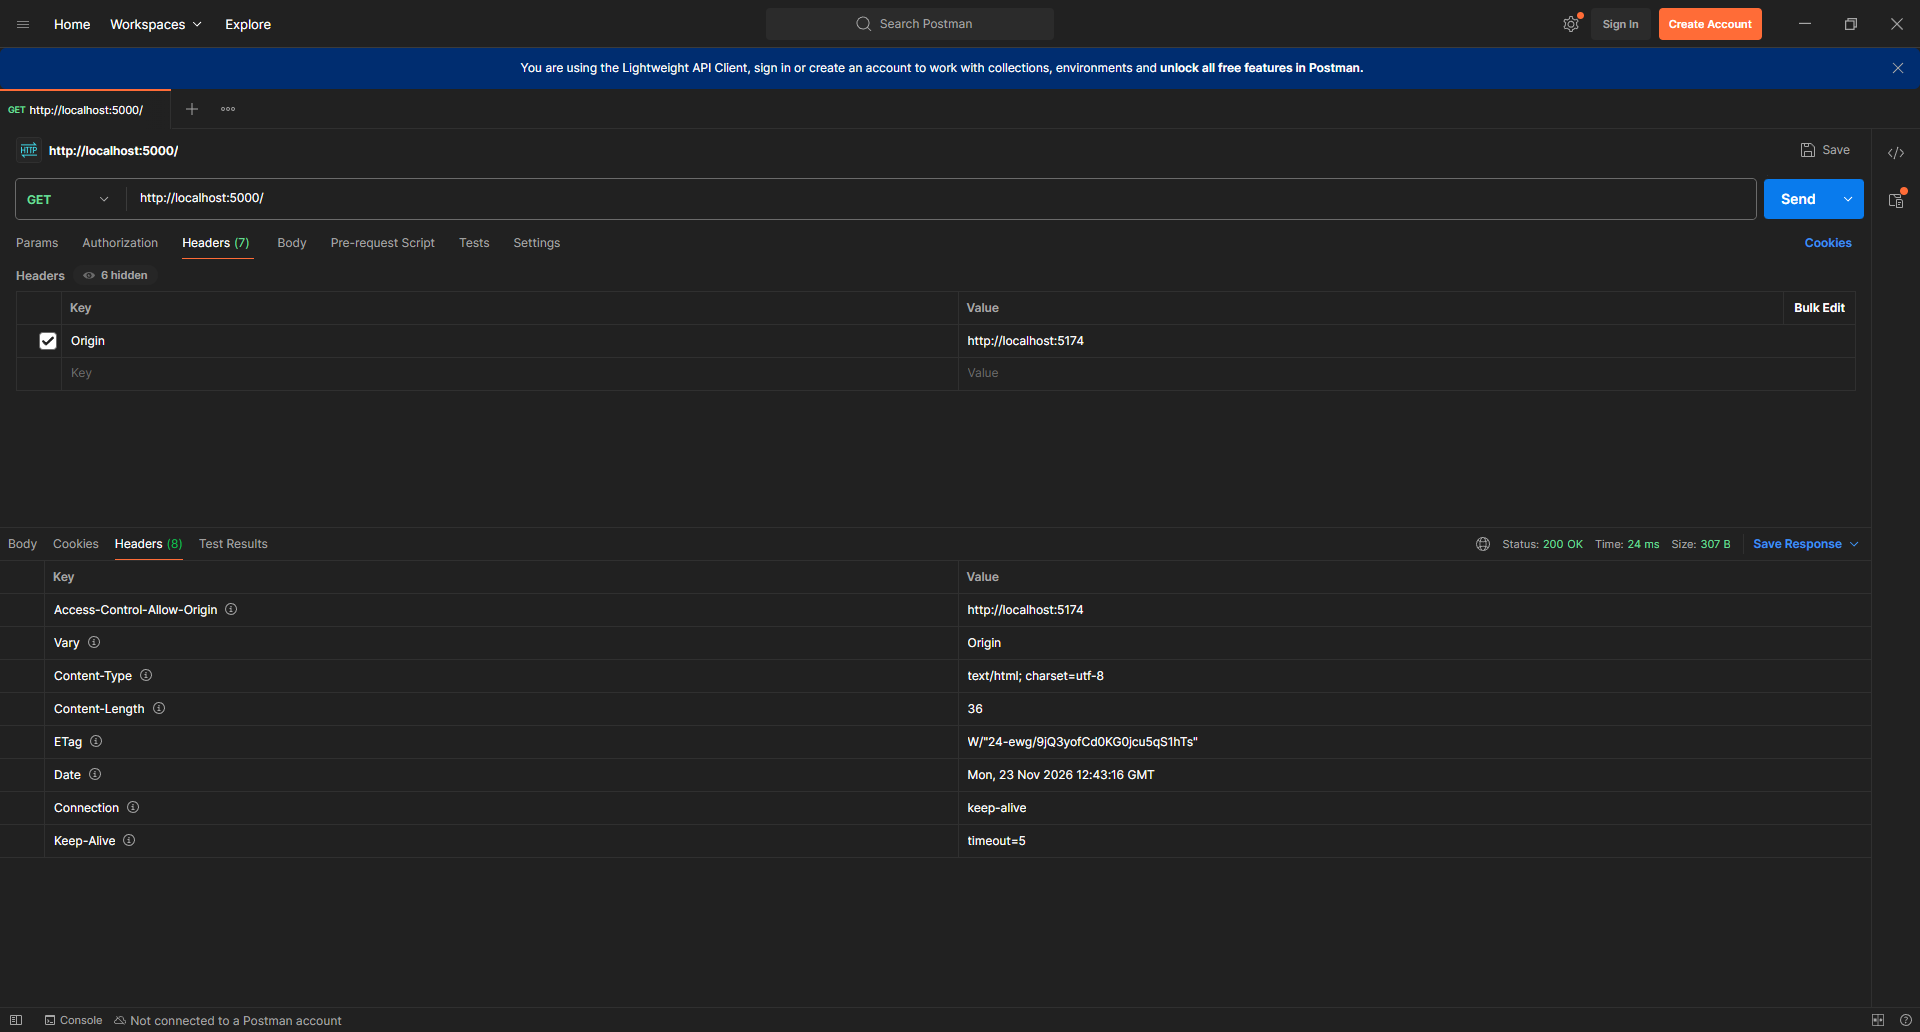 Home Workspaces Explore Search Postman Sign In Create Account
You are using the Lightweight API Client, sign in or create an account to work with collections, environments and unlock all free features in Postman.
GET http://localhost:5000/
HTTP http://localhost:5000/ Save
GET http://localhost:5000/ Send
Params Authorization Headers (7) Body Pre-request Script Tests Settings Cookies
Headers 6 hidden
Key Value Bulk Edit
Origin http://localhost:5174
Key Value
Body Cookies Headers (8) Test Results Status: 200 OK Time: 24 ms Size: 307 B Save Response
Key Value
Access-Control-Allow-Origin http://localhost:5174
Vary Origin
Content-Type text/html; charset=utf-8
Content-Length 36
ETag W/"24-ewg/9jQ3yofCd0KG0jcu5qS1hTs"
Date Mon, 23 Nov 2026 12:43:16 GMT
Connection keep-alive
Keep-Alive timeout=5
Console Not connected to a Postman account